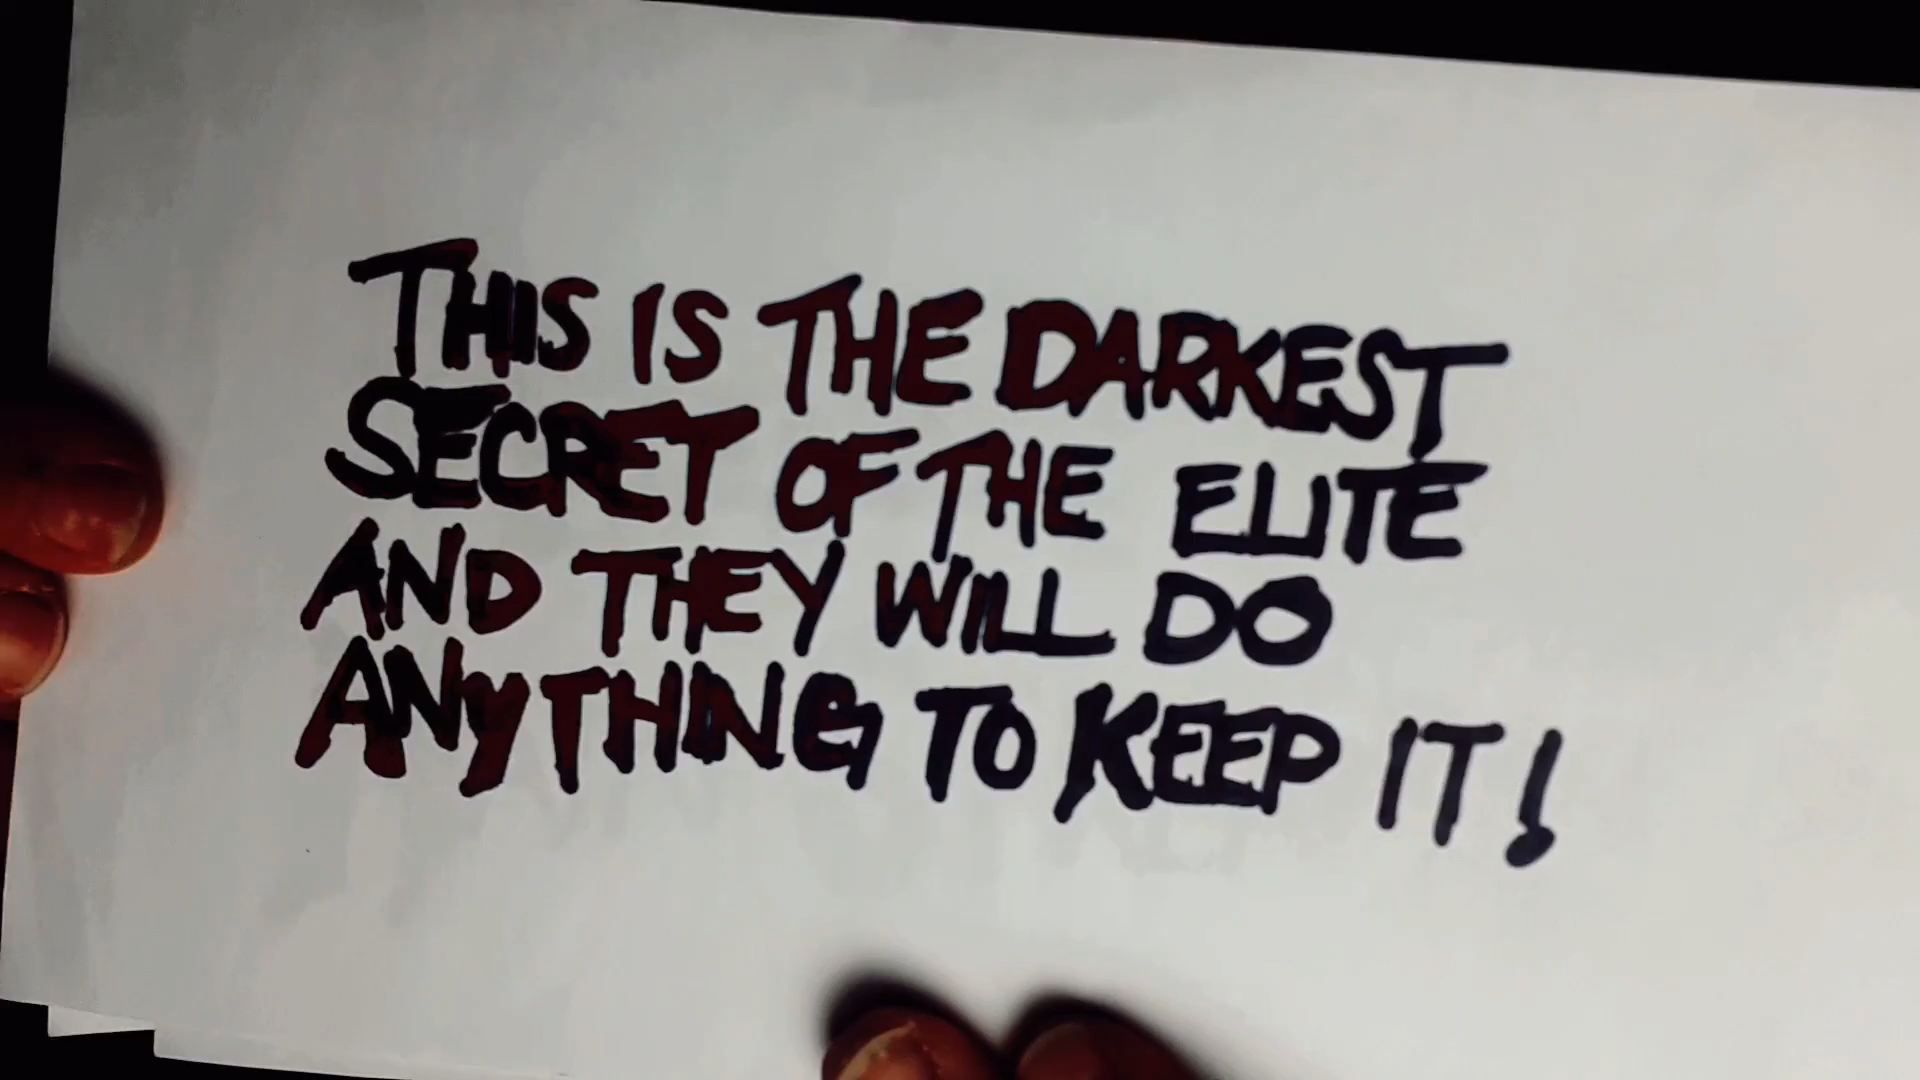 THIS IS THE DARKEST
SECRET OF THE ELITE
AND THEY WILL DO
ANYTHING TO KEEP IT!